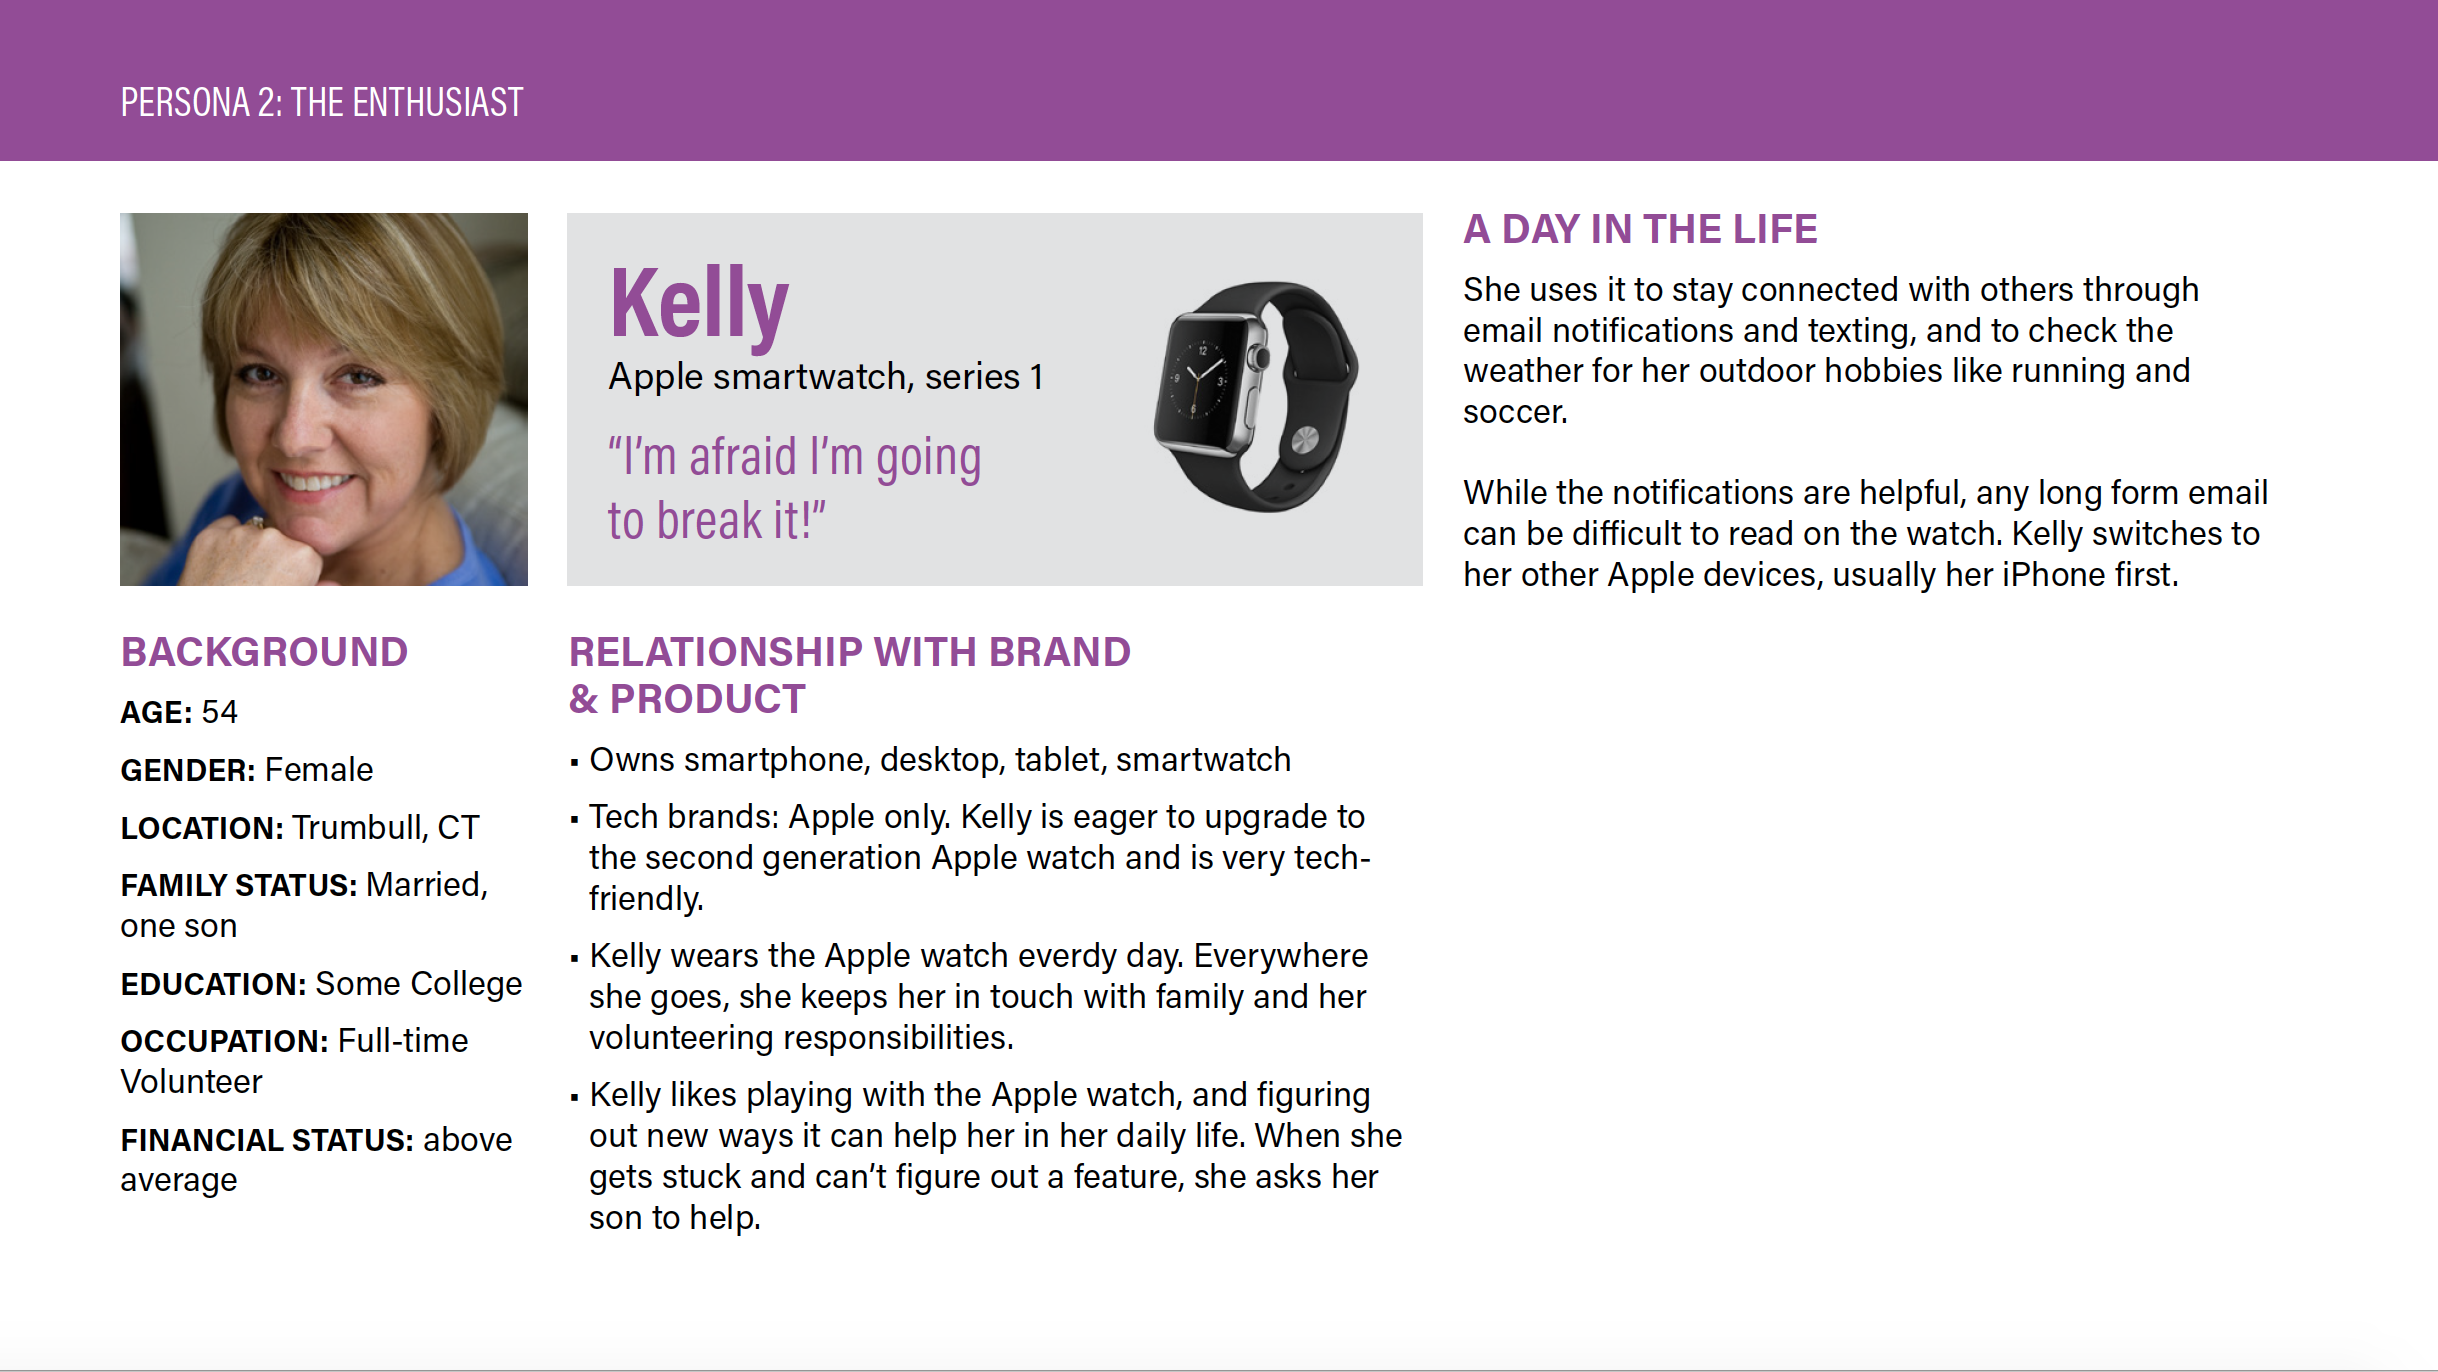 PERSONA 2: THE ENTHUSIAST
Kelly
Apple smartwatch, series 1
“I’m afraid I’m going
to break it!”
12
3
6
9
BACKGROUND
AGE: 54
GENDER: Female
LOCATION: Trumbull, CT
FAMILY STATUS: Married,
one son
EDUCATION: Some College
OCCUPATION: Full-time
Volunteer
FINANCIAL STATUS: above
average
RELATIONSHIP WITH BRAND
& PRODUCT
▪ Owns smartphone, desktop, tablet, smartwatch
▪ Tech brands: Apple only. Kelly is eager to upgrade to
the second generation Apple watch and is very tech-
friendly.
▪ Kelly wears the Apple watch everdy day. Everywhere
she goes, she keeps her in touch with family and her
volunteering responsibilities.
▪ Kelly likes playing with the Apple watch, and figuring
out new ways it can help her in her daily life. When she
gets stuck and can’t figure out a feature, she asks her
son to help.
A DAY IN THE LIFE
She uses it to stay connected with others through
email notifications and texting, and to check the
weather for her outdoor hobbies like running and
soccer.
While the notifications are helpful, any long form email
can be difficult to read on the watch. Kelly switches to
her other Apple devices, usually her iPhone first.